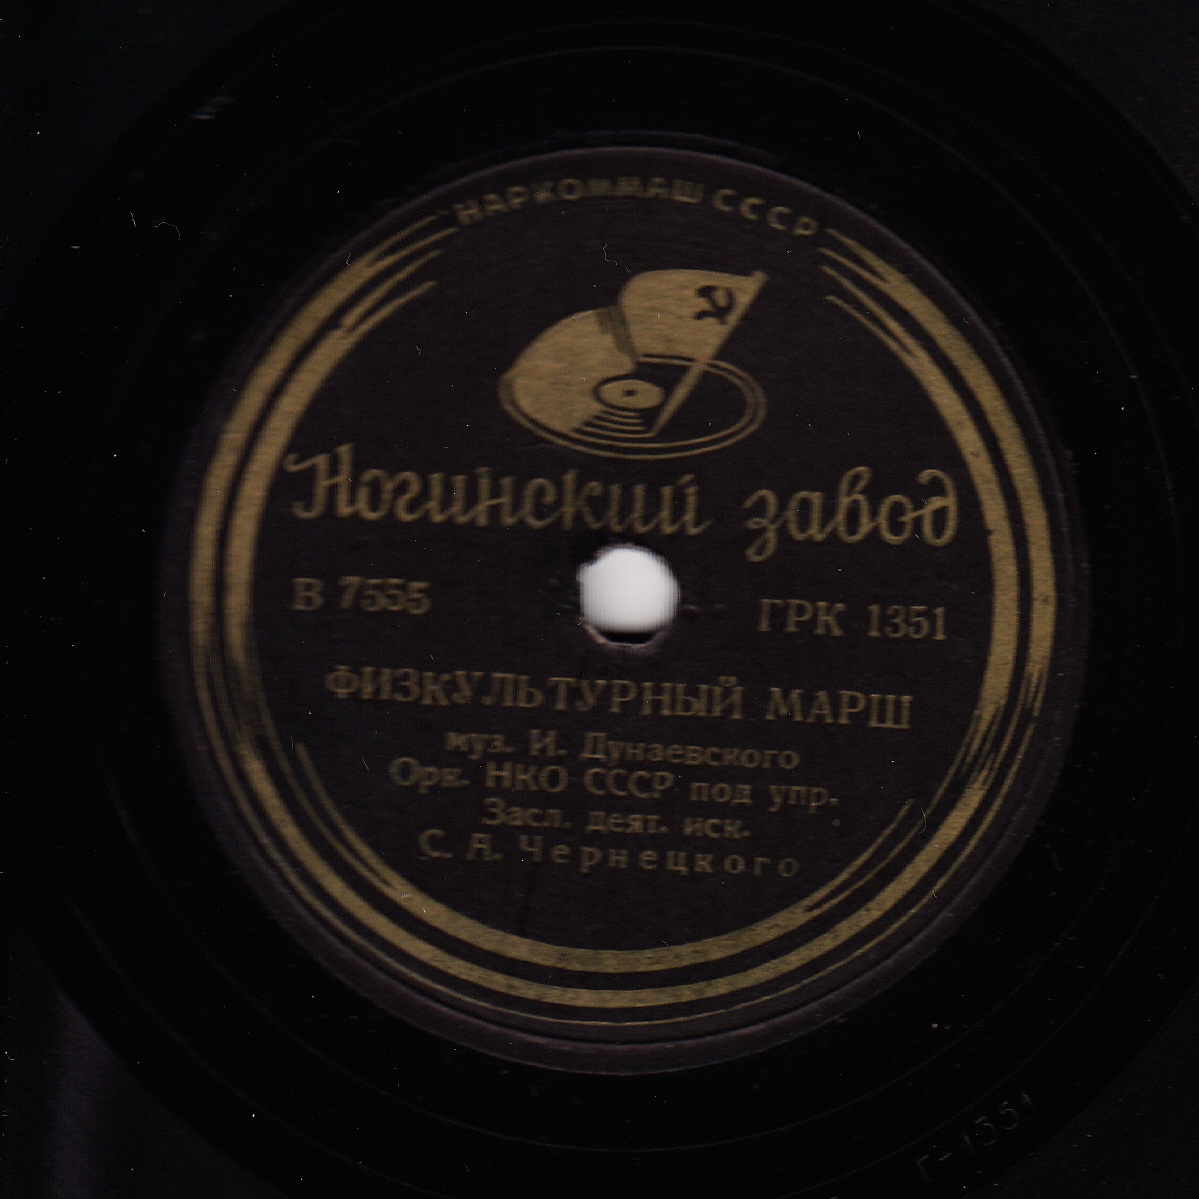 НАРКОММАШ СССР
Ногинский завод
В 7555
ГРК 1351
ФИЗКУЛЬТУРНЫЙ МАРШ
муз. И. Дунаевского
Орк. НКО СССР под упр.
Засл. деят. иск.
С. А. Чернецкого
Г-1351